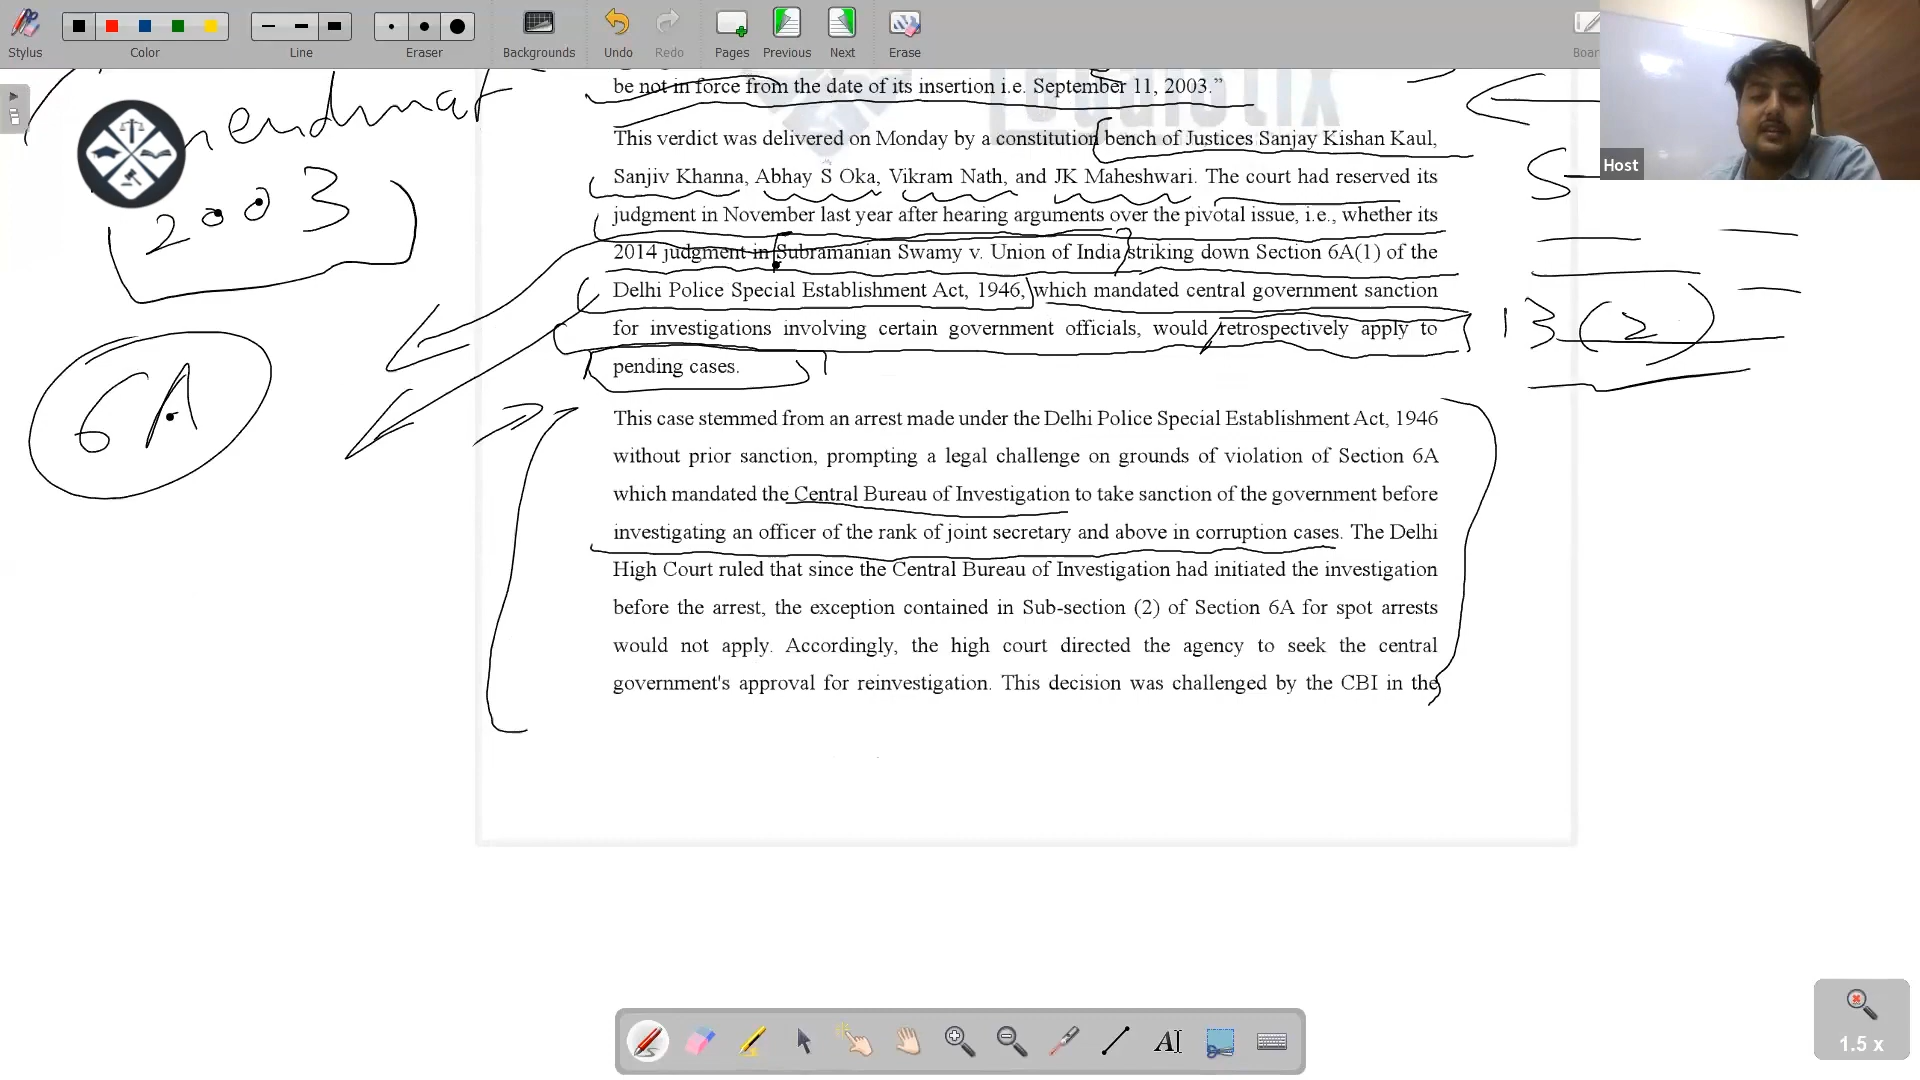 Stylus
Color
Line
Eraser
Backgrounds
Undo
Redo
Pages
Previous
Next
Erase
Host
2003
6A
13(2)
be not in force from the date of its insertion i.e. September 11, 2003.”
This verdict was delivered on Monday by a constitution bench of Justices Sanjay Kishan Kaul,
Sanjiv Khanna, Abhay S Oka, Vikram Nath, and JK Maheshwari. The court had reserved its
judgment in November last year after hearing arguments over the pivotal issue, i.e., whether its
2014 judgment in Subramanian Swamy v. Union of India striking down Section 6A(1) of the
Delhi Police Special Establishment Act, 1946, which mandated central government sanction
for investigations involving certain government officials, would retrospectively apply to
pending cases.
This case stemmed from an arrest made under the Delhi Police Special Establishment Act, 1946
without prior sanction, prompting a legal challenge on grounds of violation of Section 6A
which mandated the Central Bureau of Investigation to take sanction of the government before
investigating an officer of the rank of joint secretary and above in corruption cases. The Delhi
High Court ruled that since the Central Bureau of Investigation had initiated the investigation
before the arrest, the exception contained in Sub-section (2) of Section 6A for spot arrests
would not apply. Accordingly, the high court directed the agency to seek the central
government's approval for reinvestigation. This decision was challenged by the CBI in the
1.5 x